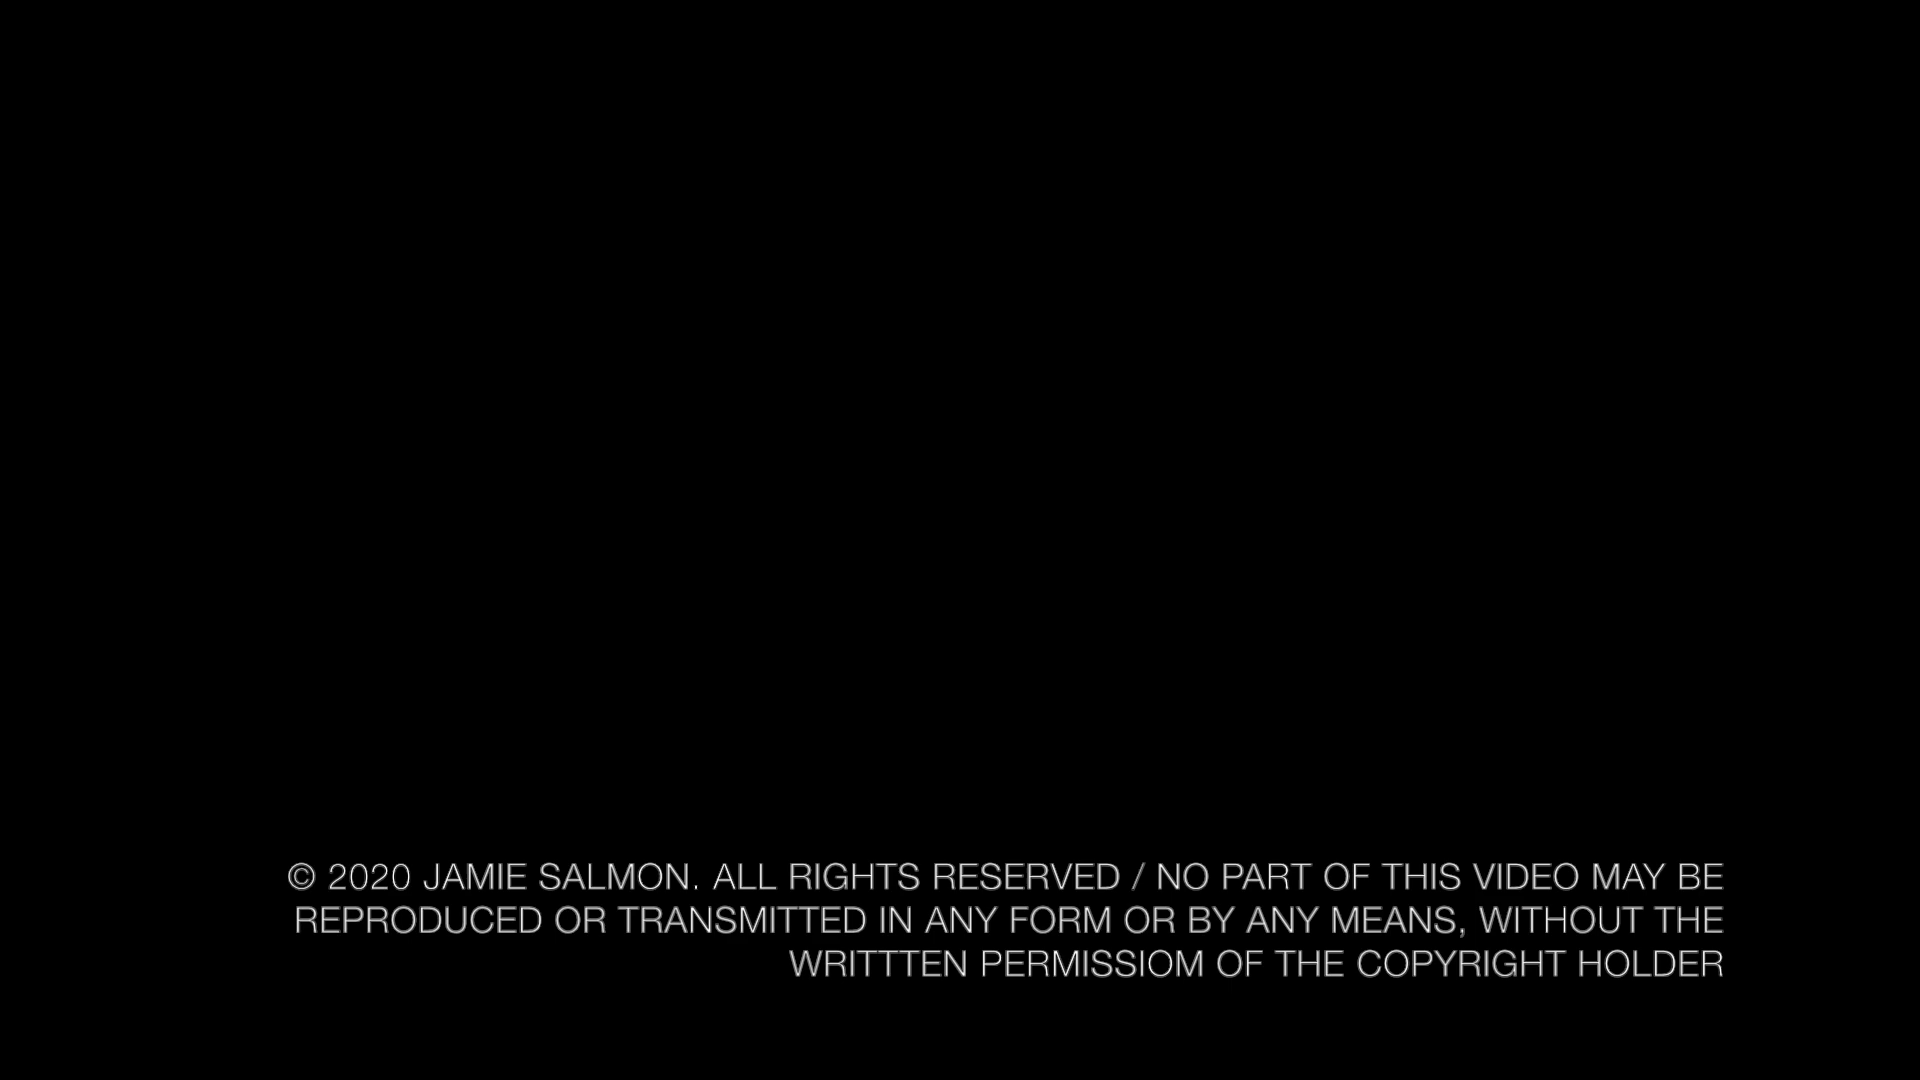 © 2020 JAMIE SALMON. ALL RIGHTS RESERVED / NO PART OF THIS VIDEO MAY BE
REPRODUCED OR TRANSMITTED IN ANY FORM OR BY ANY MEANS, WITHOUT THE
WRITTTEN PERMISSIOM OF THE COPYRIGHT HOLDER